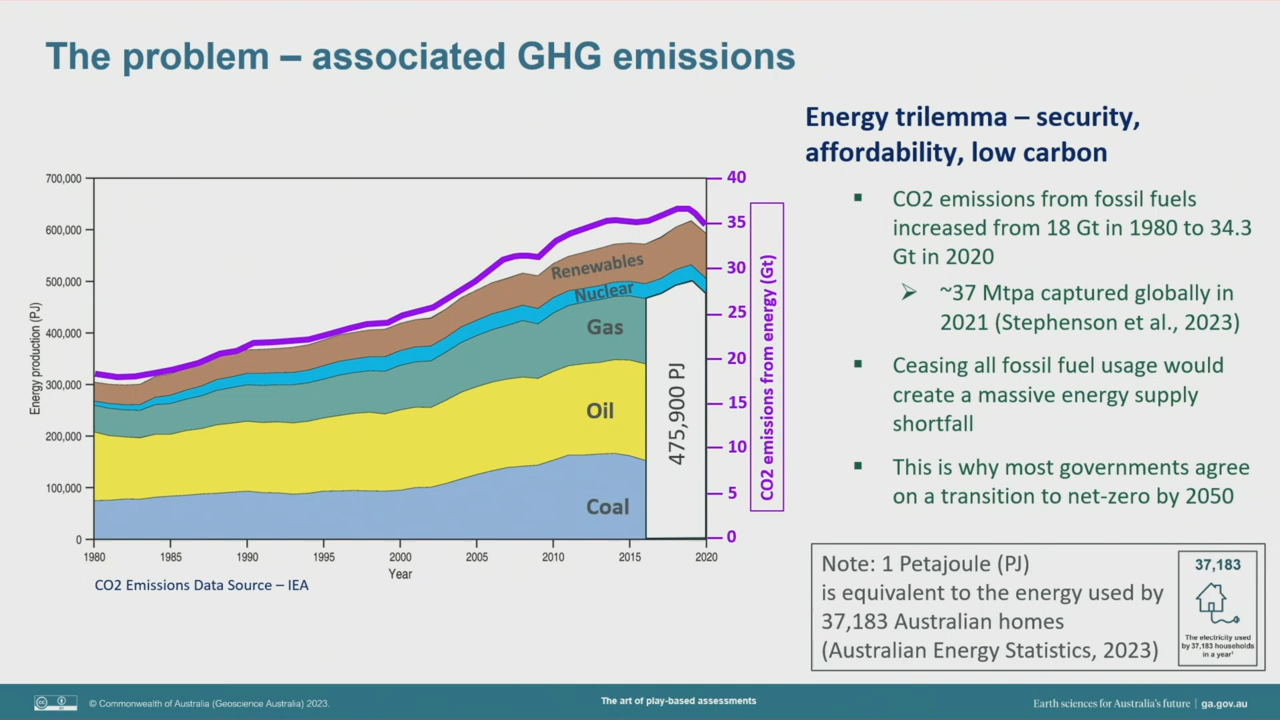 The problem – associated GHG emissions
Energy trilemma – security,
affordability, low carbon
▪ CO2 emissions from fossil fuels
increased from 18 Gt in 1980 to 34.3
Gt in 2020
➢ ~37 Mtpa captured globally in
2021 (Stephenson et al., 2023)
▪ Ceasing all fossil fuel usage would
create a massive energy supply
shortfall
▪ This is why most governments agree
on a transition to net-zero by 2050
700,000
600,000
500,000
400,000
300,000
200,000
100,000
0
Energy production (PJ)
1980
1985
1990
1995
2000
2005
2010
2015
2020
Year
Renewables
Nuclear
Gas
Oil
Coal
475,900 PJ
40
35
30
25
20
15
10
5
0
CO2 emissions from energy (Gt)
CO2 Emissions Data Source – IEA
Note: 1 Petajoule (PJ)
is equivalent to the energy used by
37,183 Australian homes
(Australian Energy Statistics, 2023)
37,183
The electricity used
by 37,183 households
in a year¹
cc
BY
© Commonwealth of Australia (Geoscience Australia) 2023.
The art of play-based assessments
Earth sciences for Australia's future | ga.gov.au